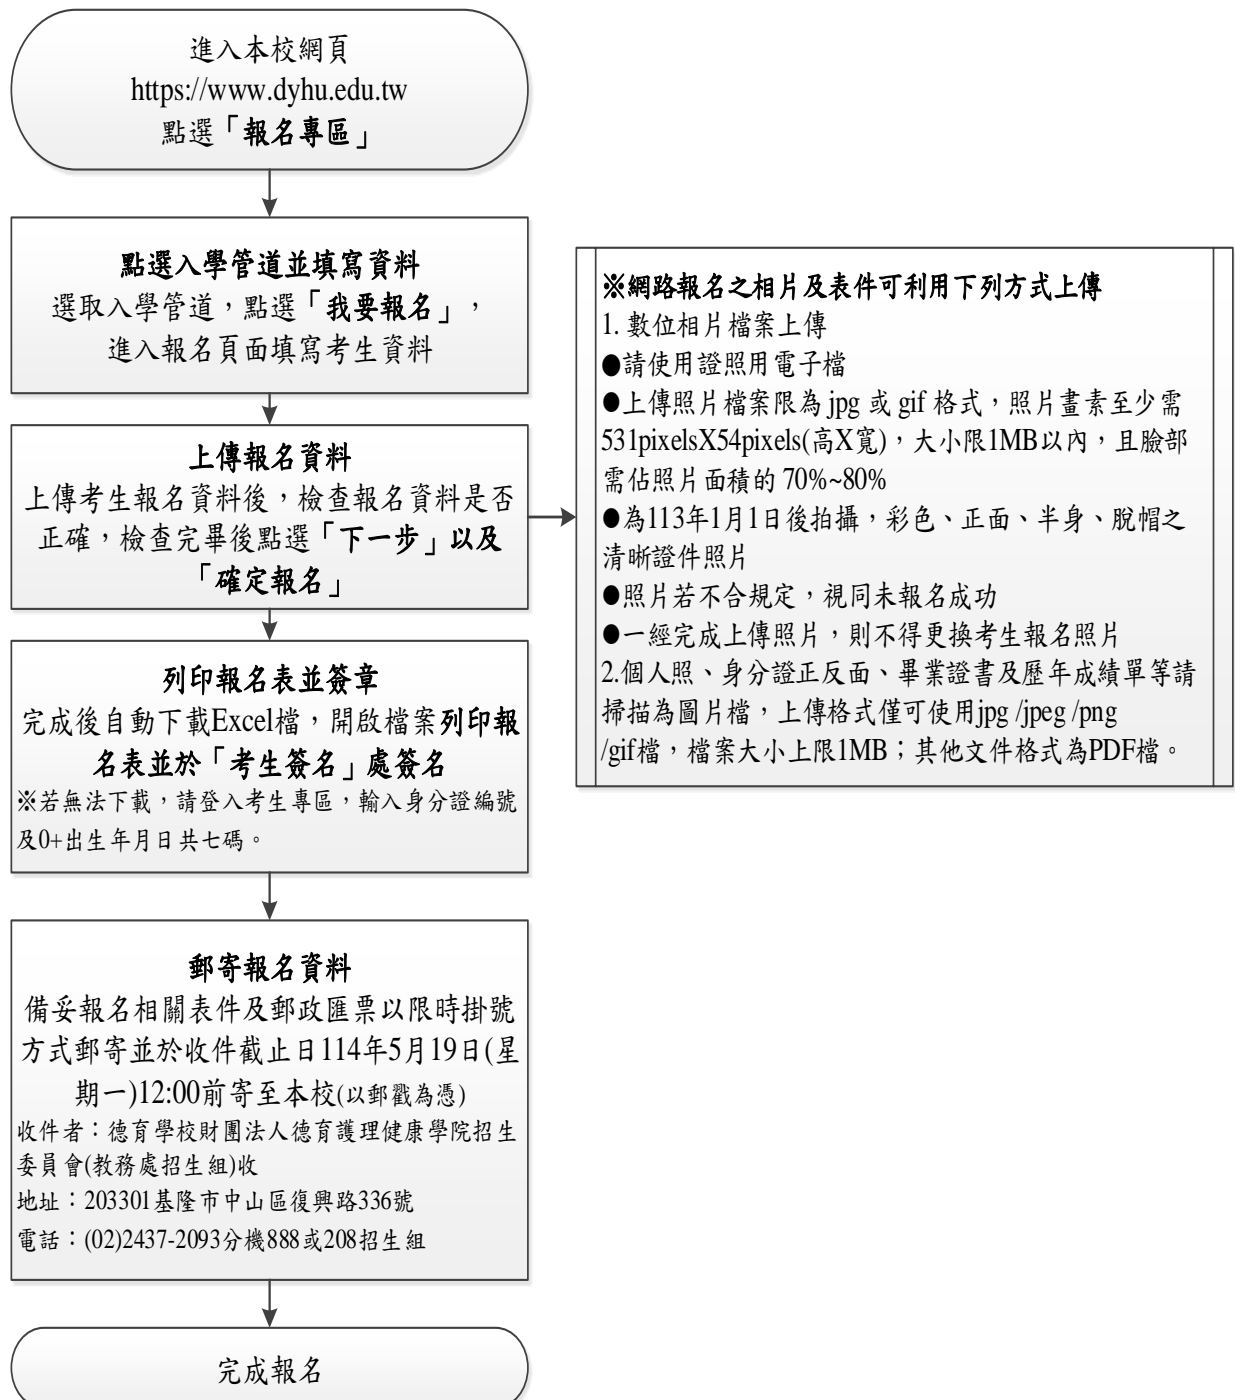 進入本校網頁
https://www.dyhu.edu.tw
點選「報名專區」
點選入學管道並填寫資料
選取入學管道，點選「我要報名」，
進入報名頁面填寫考生資料
上傳報名資料
上傳考生報名資料後，檢查報名資料是否
正確，檢查完畢後點選「下一步」以及
「確定報名」
※網路報名之相片及表件可利用下列方式上傳
1. 數位相片檔案上傳
●請使用證照用電子檔
●上傳照片檔案限為 jpg 或 gif 格式，照片畫素至少需
531pixelsX54pixels(高X寬)，大小限1MB以內，且臉部
需佔照片面積的 70%~80%
●為113年1月1日後拍攝，彩色、正面、半身、脫帽之
清晰證件照片
●照片若不合規定，視同未報名成功
●一經完成上傳照片，則不得更換考生報名照片
2.個人照、身分證正反面、畢業證書及歷年成績單等請
掃描為圖片檔，上傳格式僅可使用jpg /jpeg /png
/gif檔，檔案大小上限1MB；其他文件格式為PDF檔。
列印報名表並簽章
完成後自動下載Excel檔，開啟檔案列印報
名表並於「考生簽名」處簽名
※若無法下載，請登入考生專區，輸入身分證編號
及0+出生年月日共七碼。
郵寄報名資料
備妥報名相關表件及郵政匯票以限時掛號
方式郵寄並於收件截止日114年5月19日(星
期一)12:00前寄至本校(以郵戳為憑)
收件者：德育學校財團法人德育護理健康學院招生
委員會(教務處招生組)收
地址：203301基隆市中山區復興路336號
電話：(02)2437-2093分機888或208招生組
完成報名